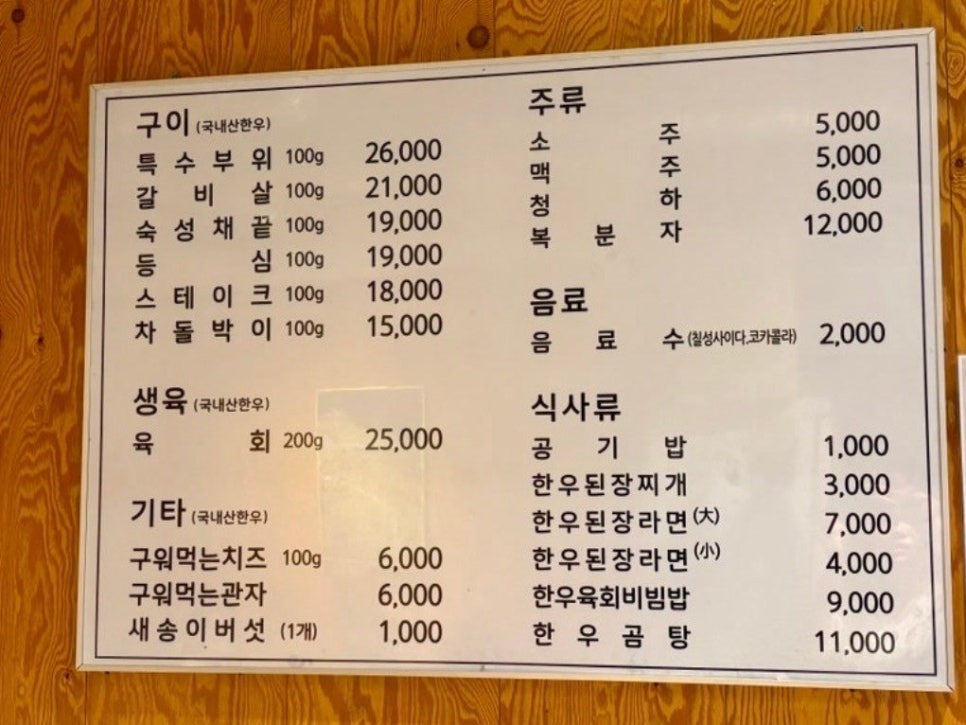 구이 (국내산한우)
특수부위 100g 26,000
갈비살 100g 21,000
숙성채끝 100g 19,000
등심 100g 19,000
스테이크 100g 18,000
차돌박이 100g 15,000
생육 (국내산한우)
육회 200g 25,000
기타 (국내산한우)
구워먹는치즈 100g 6,000
구워먹는관자 6,000
새송이버섯 (1개) 1,000
주류
소주 5,000
맥주 5,000
청하 6,000
복분자 12,000
음료
음료수 (칠성사이다.코카콜라) 2,000
식사류
공기밥 1,000
한우된장찌개 3,000
한우된장라면 (大) 7,000
한우된장라면 (小) 4,000
한우육회비빔밥 9,000
한우곰탕 11,000